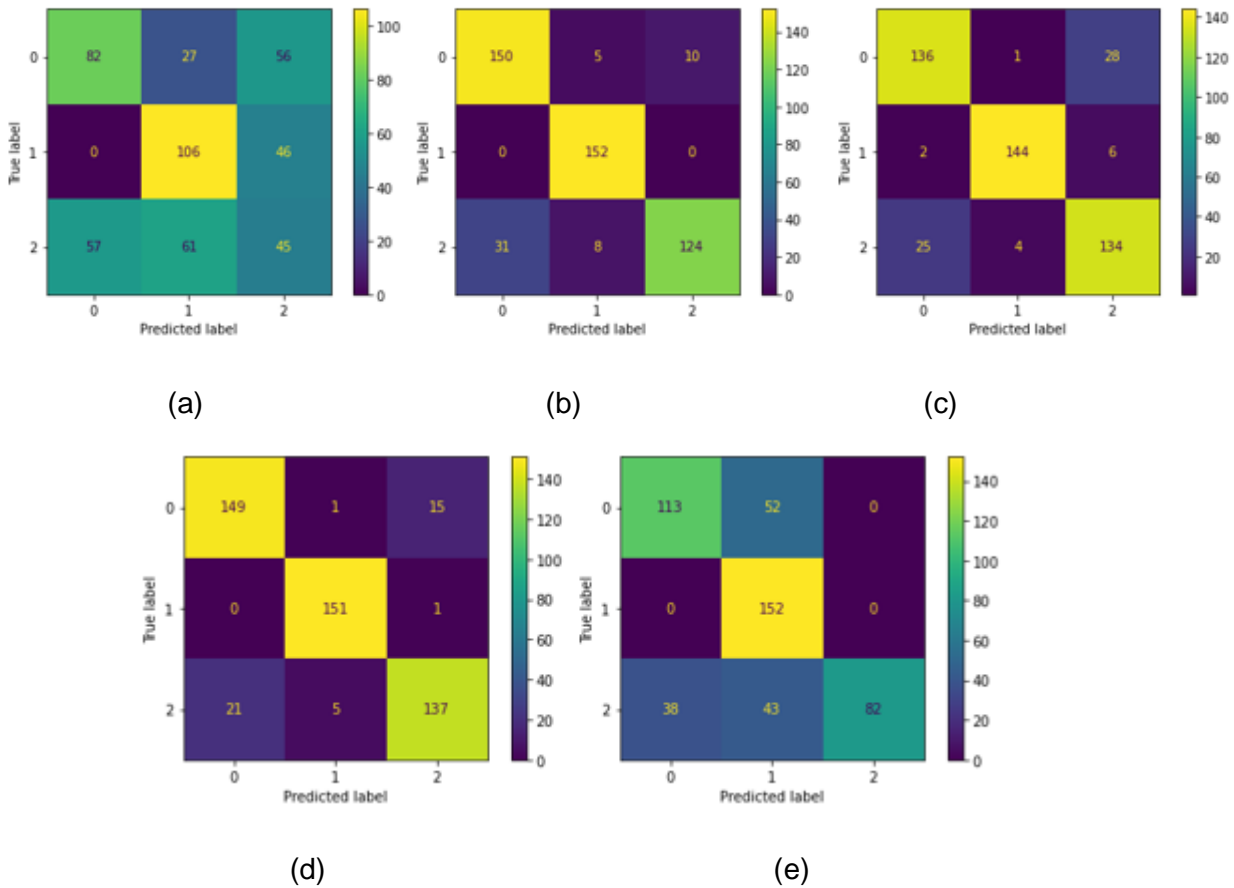 0 82 27 56
1 0 106 46
2 57 61 45
0 1 2
Predicted label
True label
100
80
60
40
20
0
(a)
0 150 5 10
1 0 152 0
2 31 8 124
0 1 2
Predicted label
True label
140
120
100
80
60
40
20
0
(b)
0 136 1 28
1 2 144 6
2 25 4 134
0 1 2
Predicted label
True label
140
120
100
80
60
40
20
(c)
0 149 1 15
1 0 151 1
2 21 5 137
0 1 2
Predicted label
True label
140
120
100
80
60
40
20
0
(d)
0 113 52 0
1 0 152 0
2 38 43 82
0 1 2
Predicted label
True label
140
120
100
80
60
40
20
0
(e)